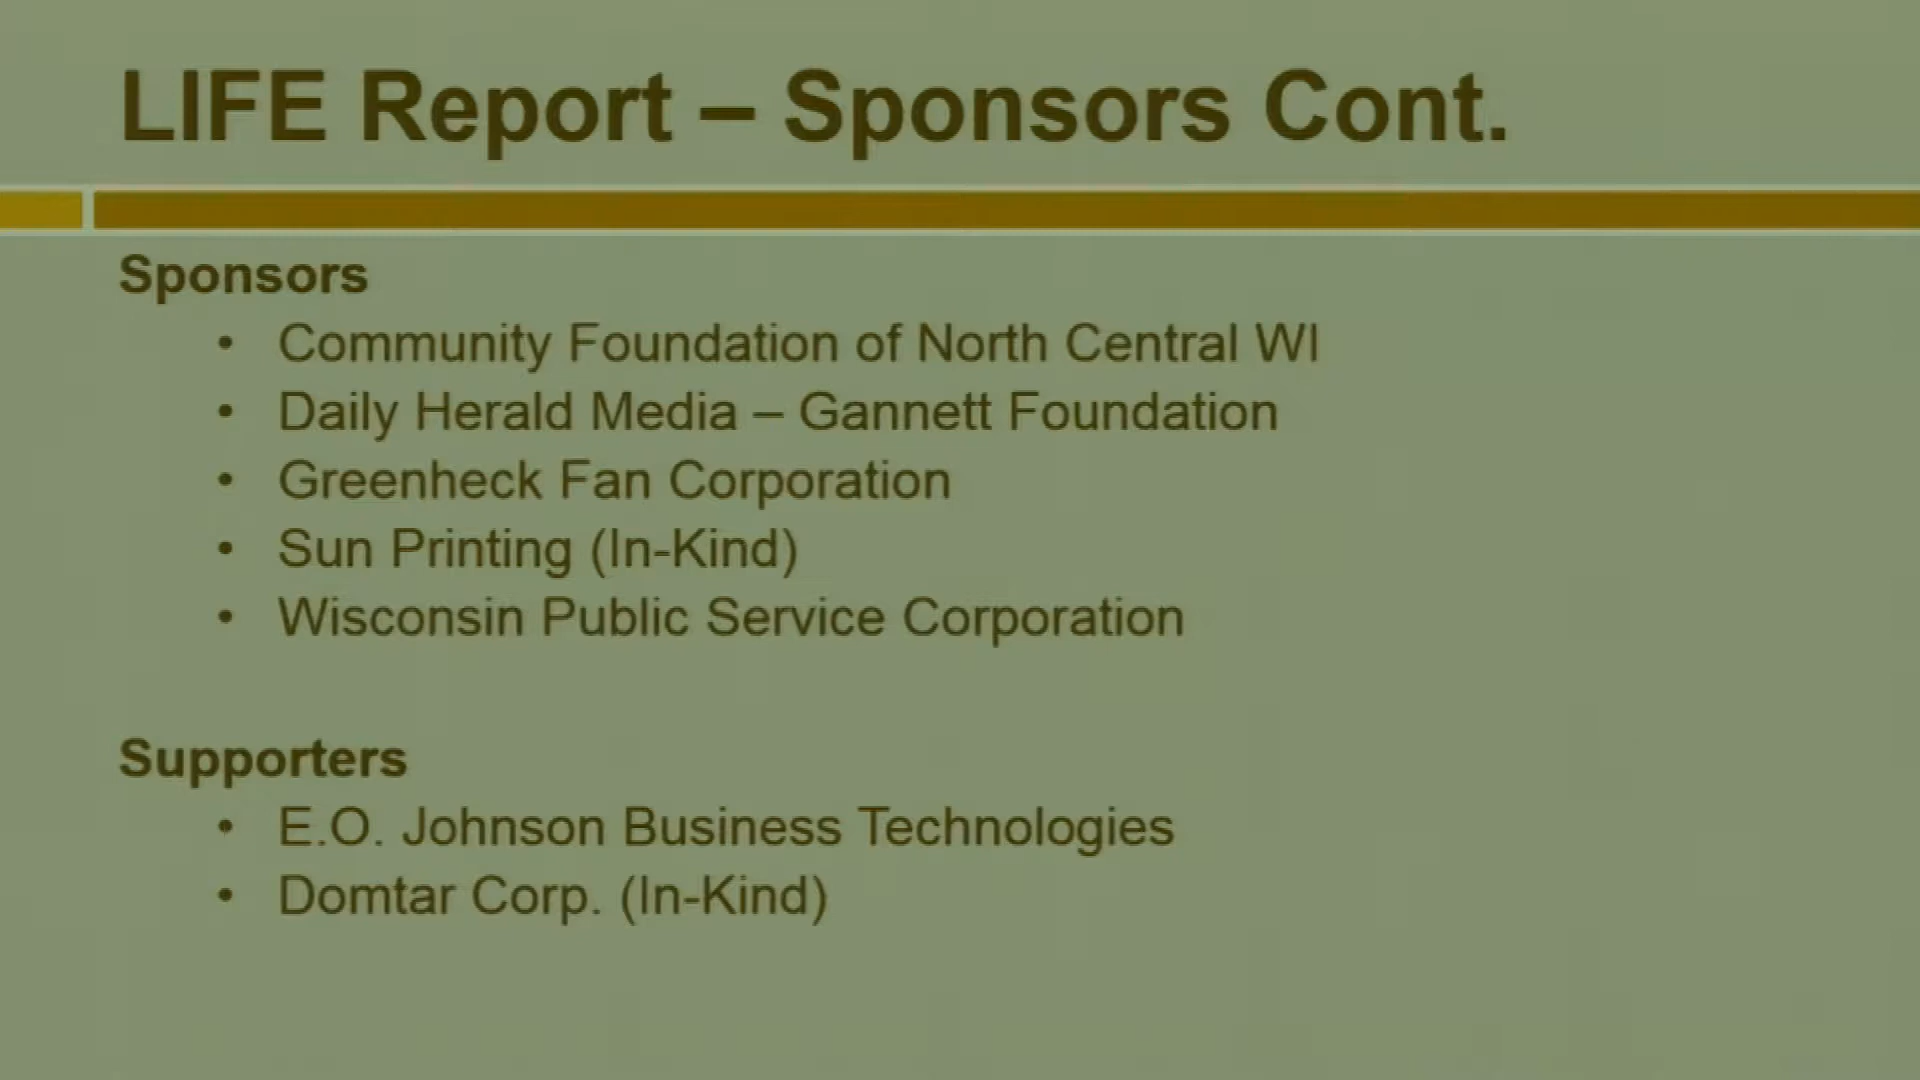 LIFE Report – Sponsors Cont.
Sponsors
• Community Foundation of North Central WI
• Daily Herald Media – Gannett Foundation
• Greenheck Fan Corporation
• Sun Printing (In-Kind)
• Wisconsin Public Service Corporation
Supporters
• E.O. Johnson Business Technologies
• Domtar Corp. (In-Kind)